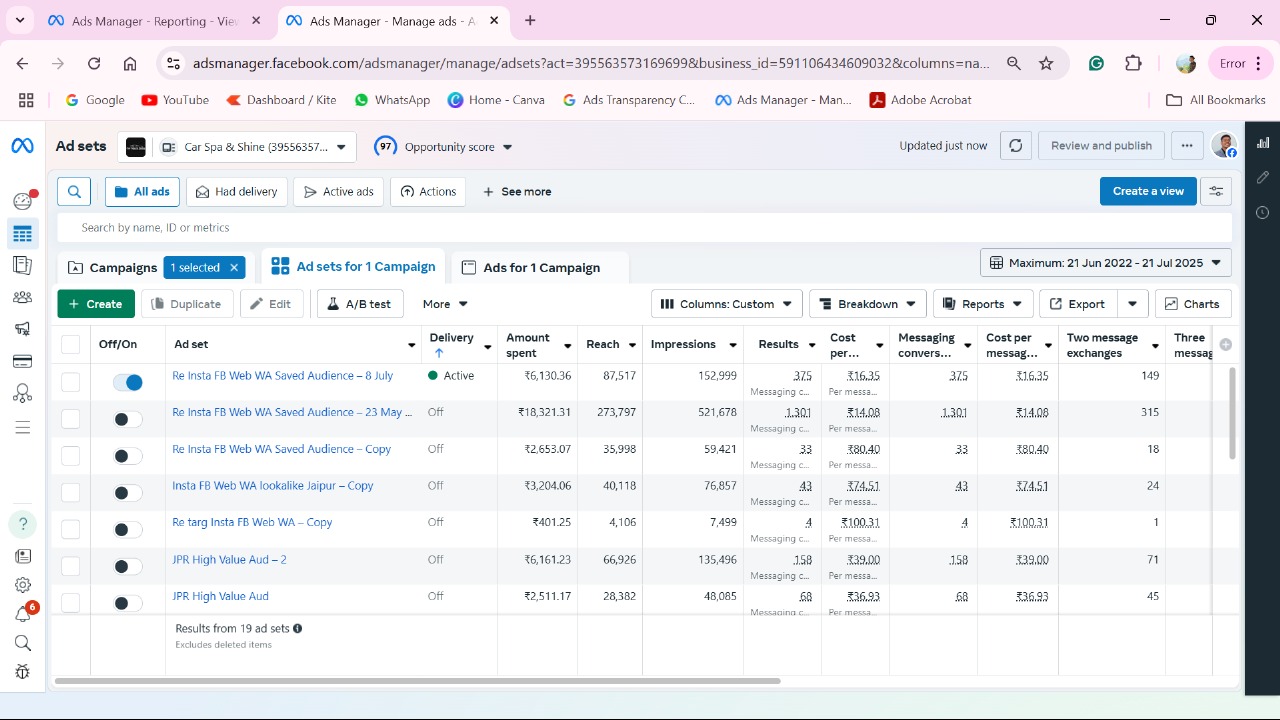 Ads Manager - Reporting - Vie
Ads Manager - Manage ads - A
adsmanager.facebook.com/adsmanager/manage/adsets?act=395563573169699&business_id=591106434609032&columns=na...
Error
Google
YouTube
Dashboard / Kite
WhatsApp
Home - Canva
Ads Transparency C...
Ads Manager - Man...
Adobe Acrobat
All Bookmarks
Ad sets
Car Spa & Shine (39556357...
97
Opportunity score
Updated just now
Review and publish
All ads
Had delivery
Active ads
Actions
See more
Create a view
Search by name, ID or metrics
Campaigns
1 selected
Ad sets for 1 Campaign
Ads for 1 Campaign
Maximum: 21 Jun 2022 - 21 Jul 2025
+ Create
Duplicate
Edit
A/B test
More
Columns: Custom
Breakdown
Reports
Export
Charts
Off/On Ad set Delivery ↑ Amount spent Reach Impressions Results Cost per... Messaging convers... Cost per messag... Two message exchanges Three messag
Re Insta FB Web WA Saved Audience – 8 July Active ₹6,130.36 87,517 152,999 375 ₹16.35 375 ₹16.35 149
Messaging c... Per messa...
Re Insta FB Web WA Saved Audience – 23 May ... Off ₹18,321.31 273,797 521,678 1,301 ₹14.08 1,301 ₹14.08 315
Messaging c... Per messa...
Re Insta FB Web WA Saved Audience – Copy Off ₹2,653.07 35,998 59,421 33 ₹80.40 33 ₹80.40 18
Messaging c... Per messa...
Insta FB Web WA lookalike Jaipur – Copy Off ₹3,204.06 40,118 76,857 43 ₹74.51 43 ₹74.51 24
Messaging c... Per messa...
Re targ Insta FB Web WA – Copy Off ₹401.25 4,106 7,499 4 ₹100.31 4 ₹100.31 1
Messaging c... Per messa...
JPR High Value Aud – 2 Off ₹6,161.23 66,926 135,496 158 ₹39.00 158 ₹39.00 71
Messaging c... Per messa...
JPR High Value Aud Off ₹2,511.17 28,382 48,085 68 ₹36.93 68 ₹36.93 45
Messaging c... Per messa...
Results from 19 ad sets
Excludes deleted items
6